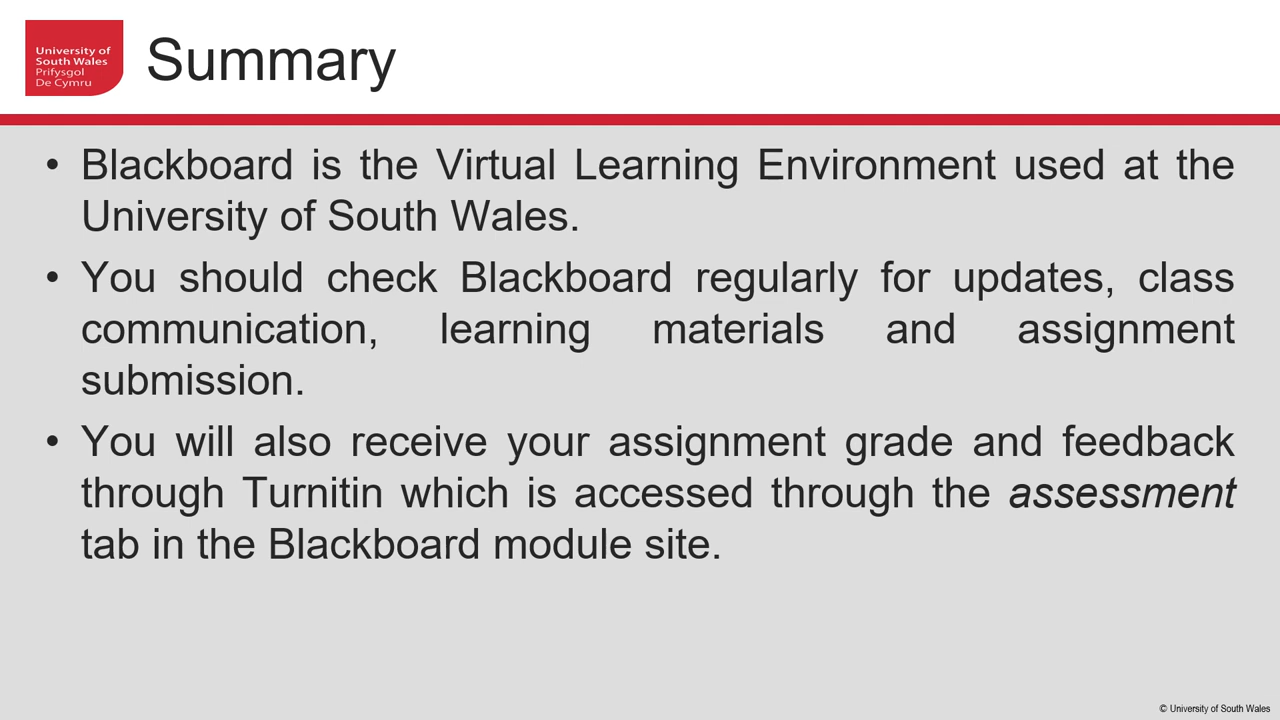 University of
South Wales
Prifysgol
De Cymru
Summary
• Blackboard is the Virtual Learning Environment used at the
University of South Wales.
• You should check Blackboard regularly for updates, class
communication, learning materials and assignment
submission.
• You will also receive your assignment grade and feedback
through Turnitin which is accessed through the assessment
tab in the Blackboard module site.
© University of South Wales